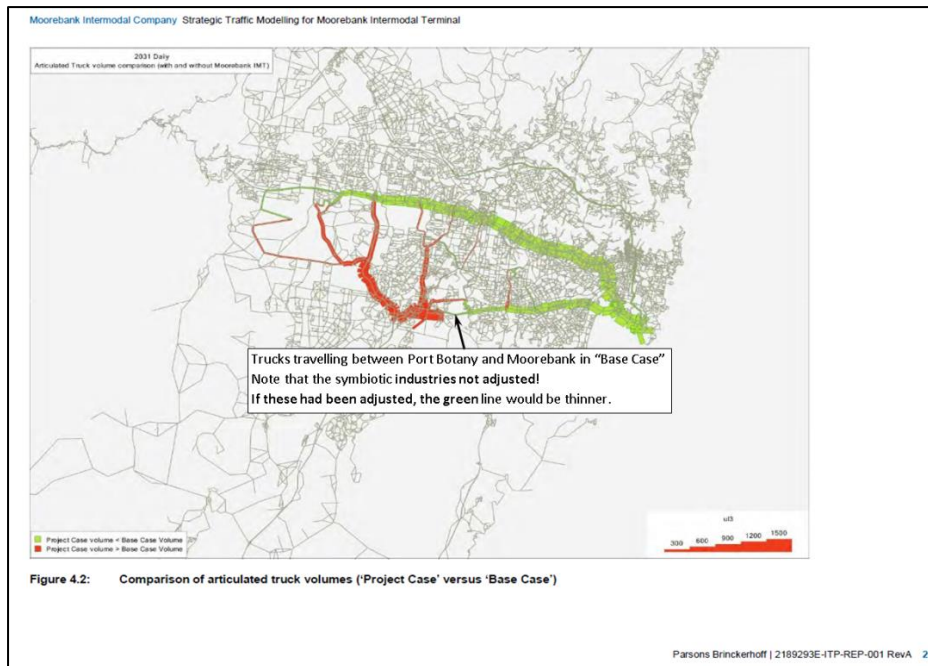 Moorebank Intermodal Company Strategic Traffic Modelling for Moorebank Intermodal Terminal
2031 Daily
Articulated Truck volume comparison (with and without Moorebank IMT)
Trucks travelling between Port Botany and Moorebank in “Base Case”
Note that the symbiotic industries not adjusted!
If these had been adjusted, the green line would be thinner.
Project Case volume < Base Case Volume
Project Case volume > Base Case Volume
300 600 900 1200 1500
Figure 4.2: Comparison of articulated truck volumes (‘Project Case’ versus ‘Base Case’)
Parsons Brinckerhoff | 2189293E-ITP-REP-001 RevA 2